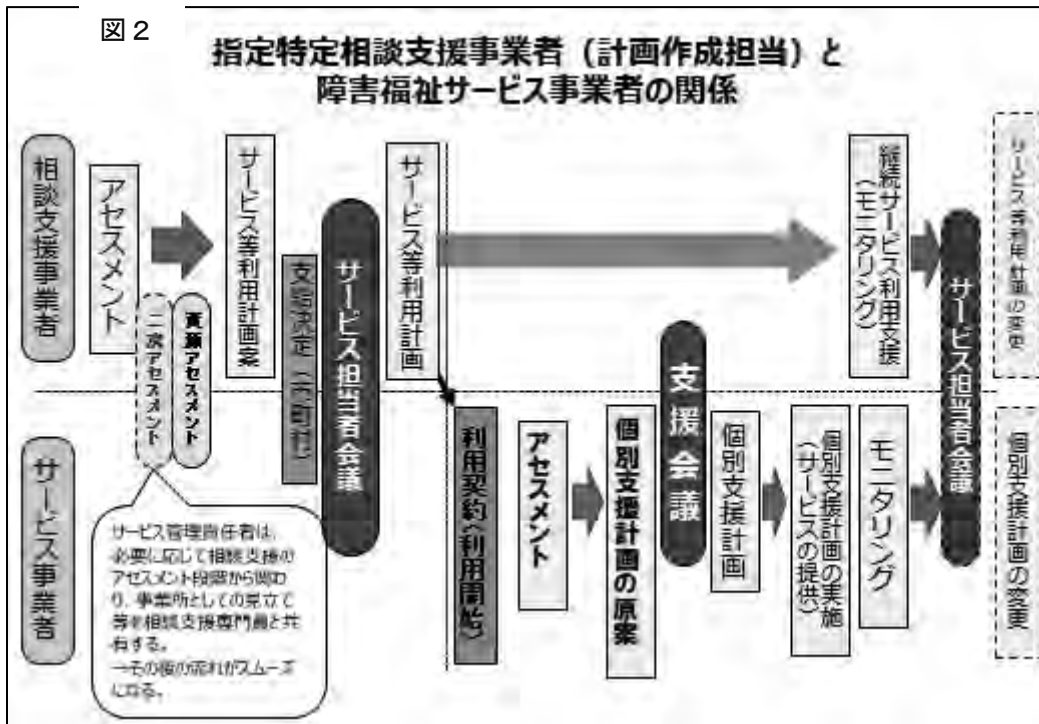 図2
指定特定相談支援事業者（計画作成担当）と
障害福祉サービス事業者の関係
相談支援事業者
アセスメント
二次アセスメント
資源アセスメント
サービス等利用計画案
支給決定（市町村）
サービス担当者会議
サービス等利用計画
継続サービス利用支援
（モニタリング）
サービス担当者会議
サービス等利用計画の変更
サービス事業者
サービス管理責任者は、
必要に応じて相談支援の
アセスメント段階から関わ
り、事業所としての見立て
等を相談支援専門員と共
有する。
→その後の流れがスムーズ
になる。
利用契約（利用開始）
アセスメント
個別支援計画の原案
支援会議
個別支援計画
個別支援計画の実施
（サービスの提供）
モニタリング
個別支援計画の変更